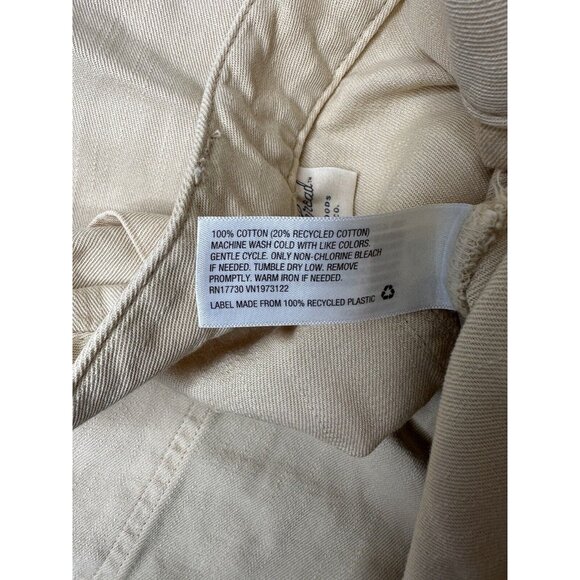 100% COTTON (20% RECYCLED COTTON)
MACHINE WASH COLD WITH LIKE COLORS.
GENTLE CYCLE. ONLY NON-CHLORINE BLEACH
IF NEEDED. TUMBLE DRY LOW. REMOVE
PROMPTLY. WARM IRON IF NEEDED.
RN17730 VN1973122
LABEL MADE FROM 100% RECYCLED PLASTIC